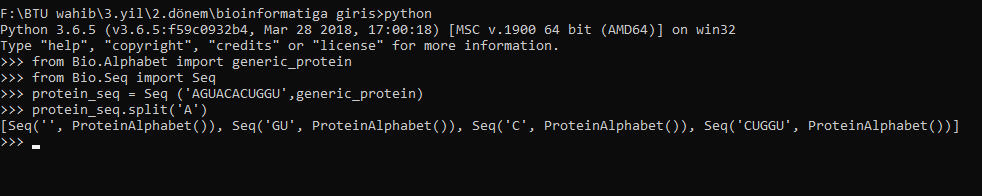 F:\BTU wahib\3.yil\2.dönem\bioinformatiga giris>python
Python 3.6.5 (v3.6.5:f59c0932b4, Mar 28 2018, 17:00:18) [MSC v.1900 64 bit (AMD64)] on win32
Type "help", "copyright", "credits" or "license" for more information.
>>> from Bio.Alphabet import generic_protein
>>> from Bio.Seq import Seq
>>> protein_seq = Seq ('AGUACACUGGU',generic_protein)
>>> protein_seq.split('A')
[Seq('', ProteinAlphabet()), Seq('GU', ProteinAlphabet()), Seq('C', ProteinAlphabet()), Seq('CUGGU', ProteinAlphabet())]
>>>